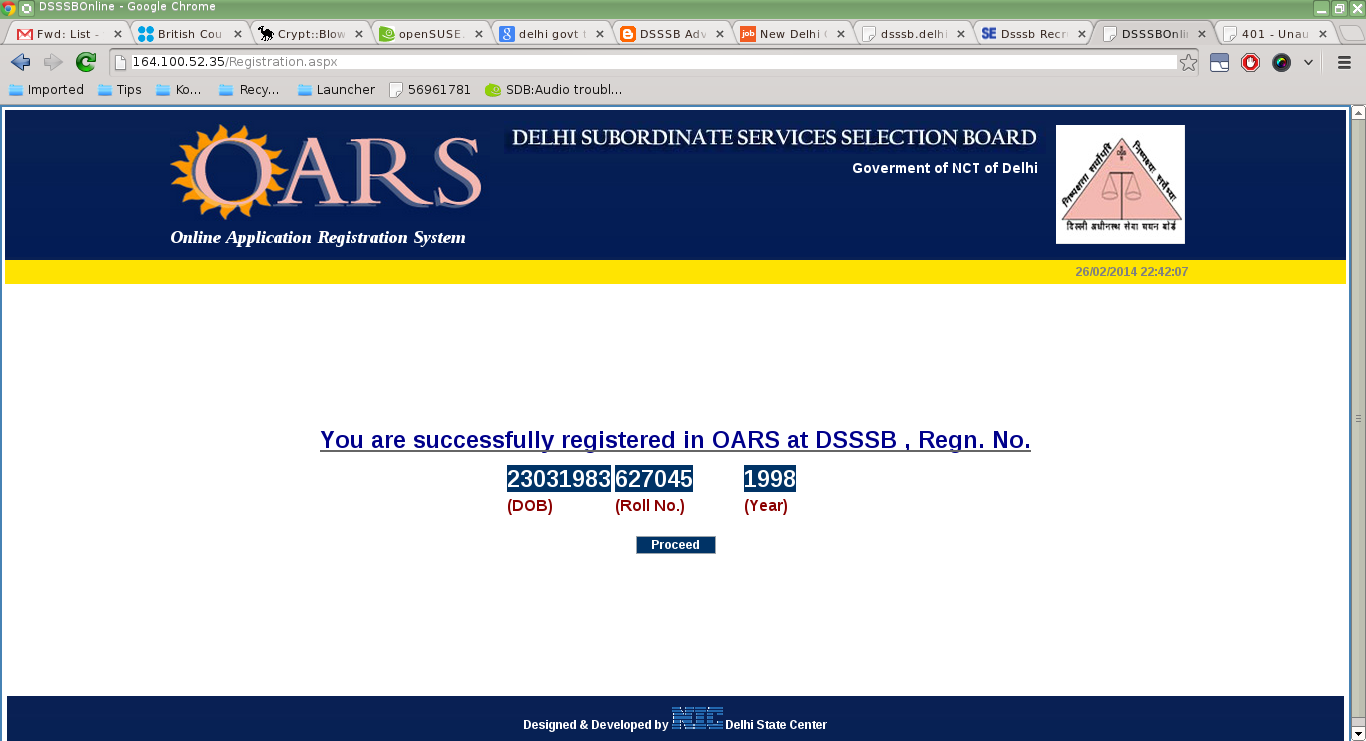 DSSSBOnline - Google Chrome
Fwd: List - British Cou Crypt::Blow openSUSE. delhi govt DSSSB Adv New Delhi dsssb.delhi Dsssb Recr DSSSBOnli 401 - Unau
164.100.52.35/Registration.aspx
Imported Tips Ko... Recy... Launcher 56961781 SDB:Audio troubl...
OARS
Online Application Registration System
DELHI SUBORDINATE SERVICES SELECTION BOARD
Goverment of NCT of Delhi
दिल्ली अधीनस्थ सेवा चयन बोर्ड
26/02/2014 22:42:07
You are successfully registered in OARS at DSSSB , Regn. No.
23031983 627045 1998
(DOB) (Roll No.) (Year)
Proceed
Designed & Developed by NIC Delhi State Center